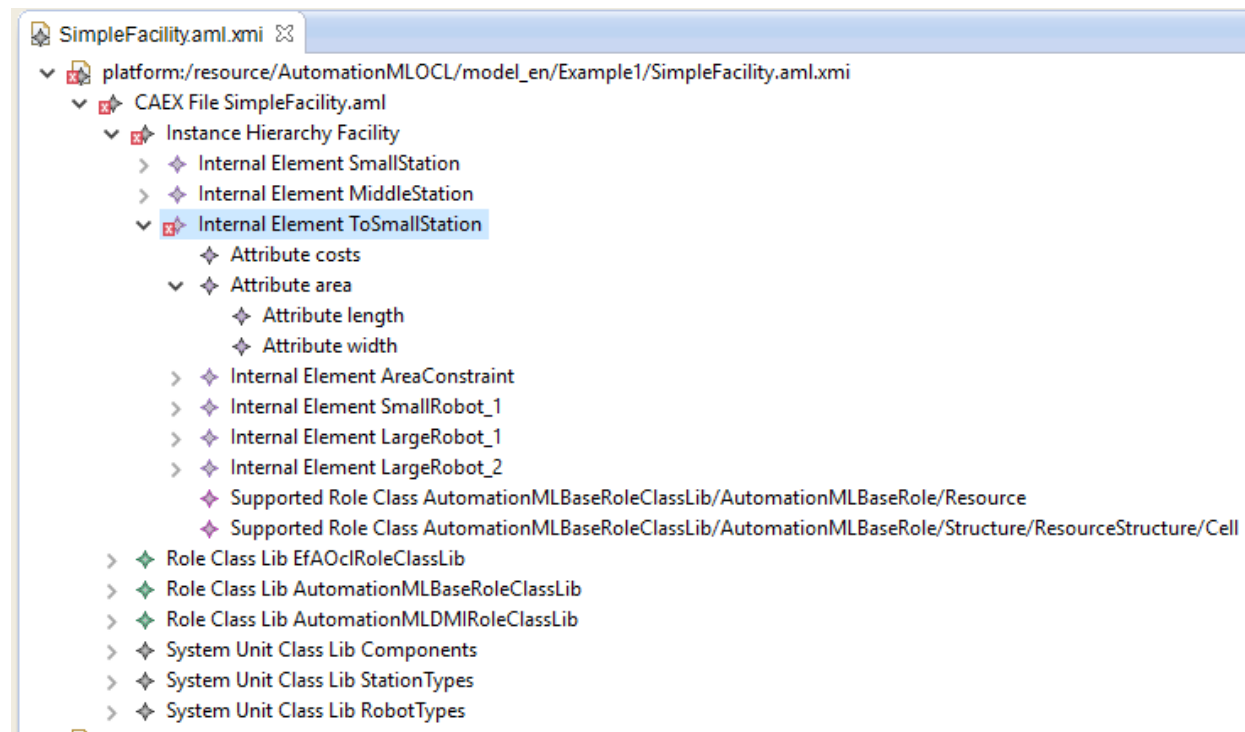 SimpleFacility.aml.xmi
platform:/resource/AutomationMLOCL/model_en/Example1/SimpleFacility.aml.xmi
CAEX File SimpleFacility.aml
Instance Hierarchy Facility
Internal Element SmallStation
Internal Element MiddleStation
Internal Element ToSmallStation
Attribute costs
Attribute area
Attribute length
Attribute width
Internal Element AreaConstraint
Internal Element SmallRobot_1
Internal Element LargeRobot_1
Internal Element LargeRobot_2
Supported Role Class AutomationMLBaseRoleClassLib/AutomationMLBaseRole/Resource
Supported Role Class AutomationMLBaseRoleClassLib/AutomationMLBaseRole/Structure/ResourceStructure/Cell
Role Class Lib EfAOclRoleClassLib
Role Class Lib AutomationMLBaseRoleClassLib
Role Class Lib AutomationMLDMIRoleClassLib
System Unit Class Lib Components
System Unit Class Lib StationTypes
System Unit Class Lib RobotTypes